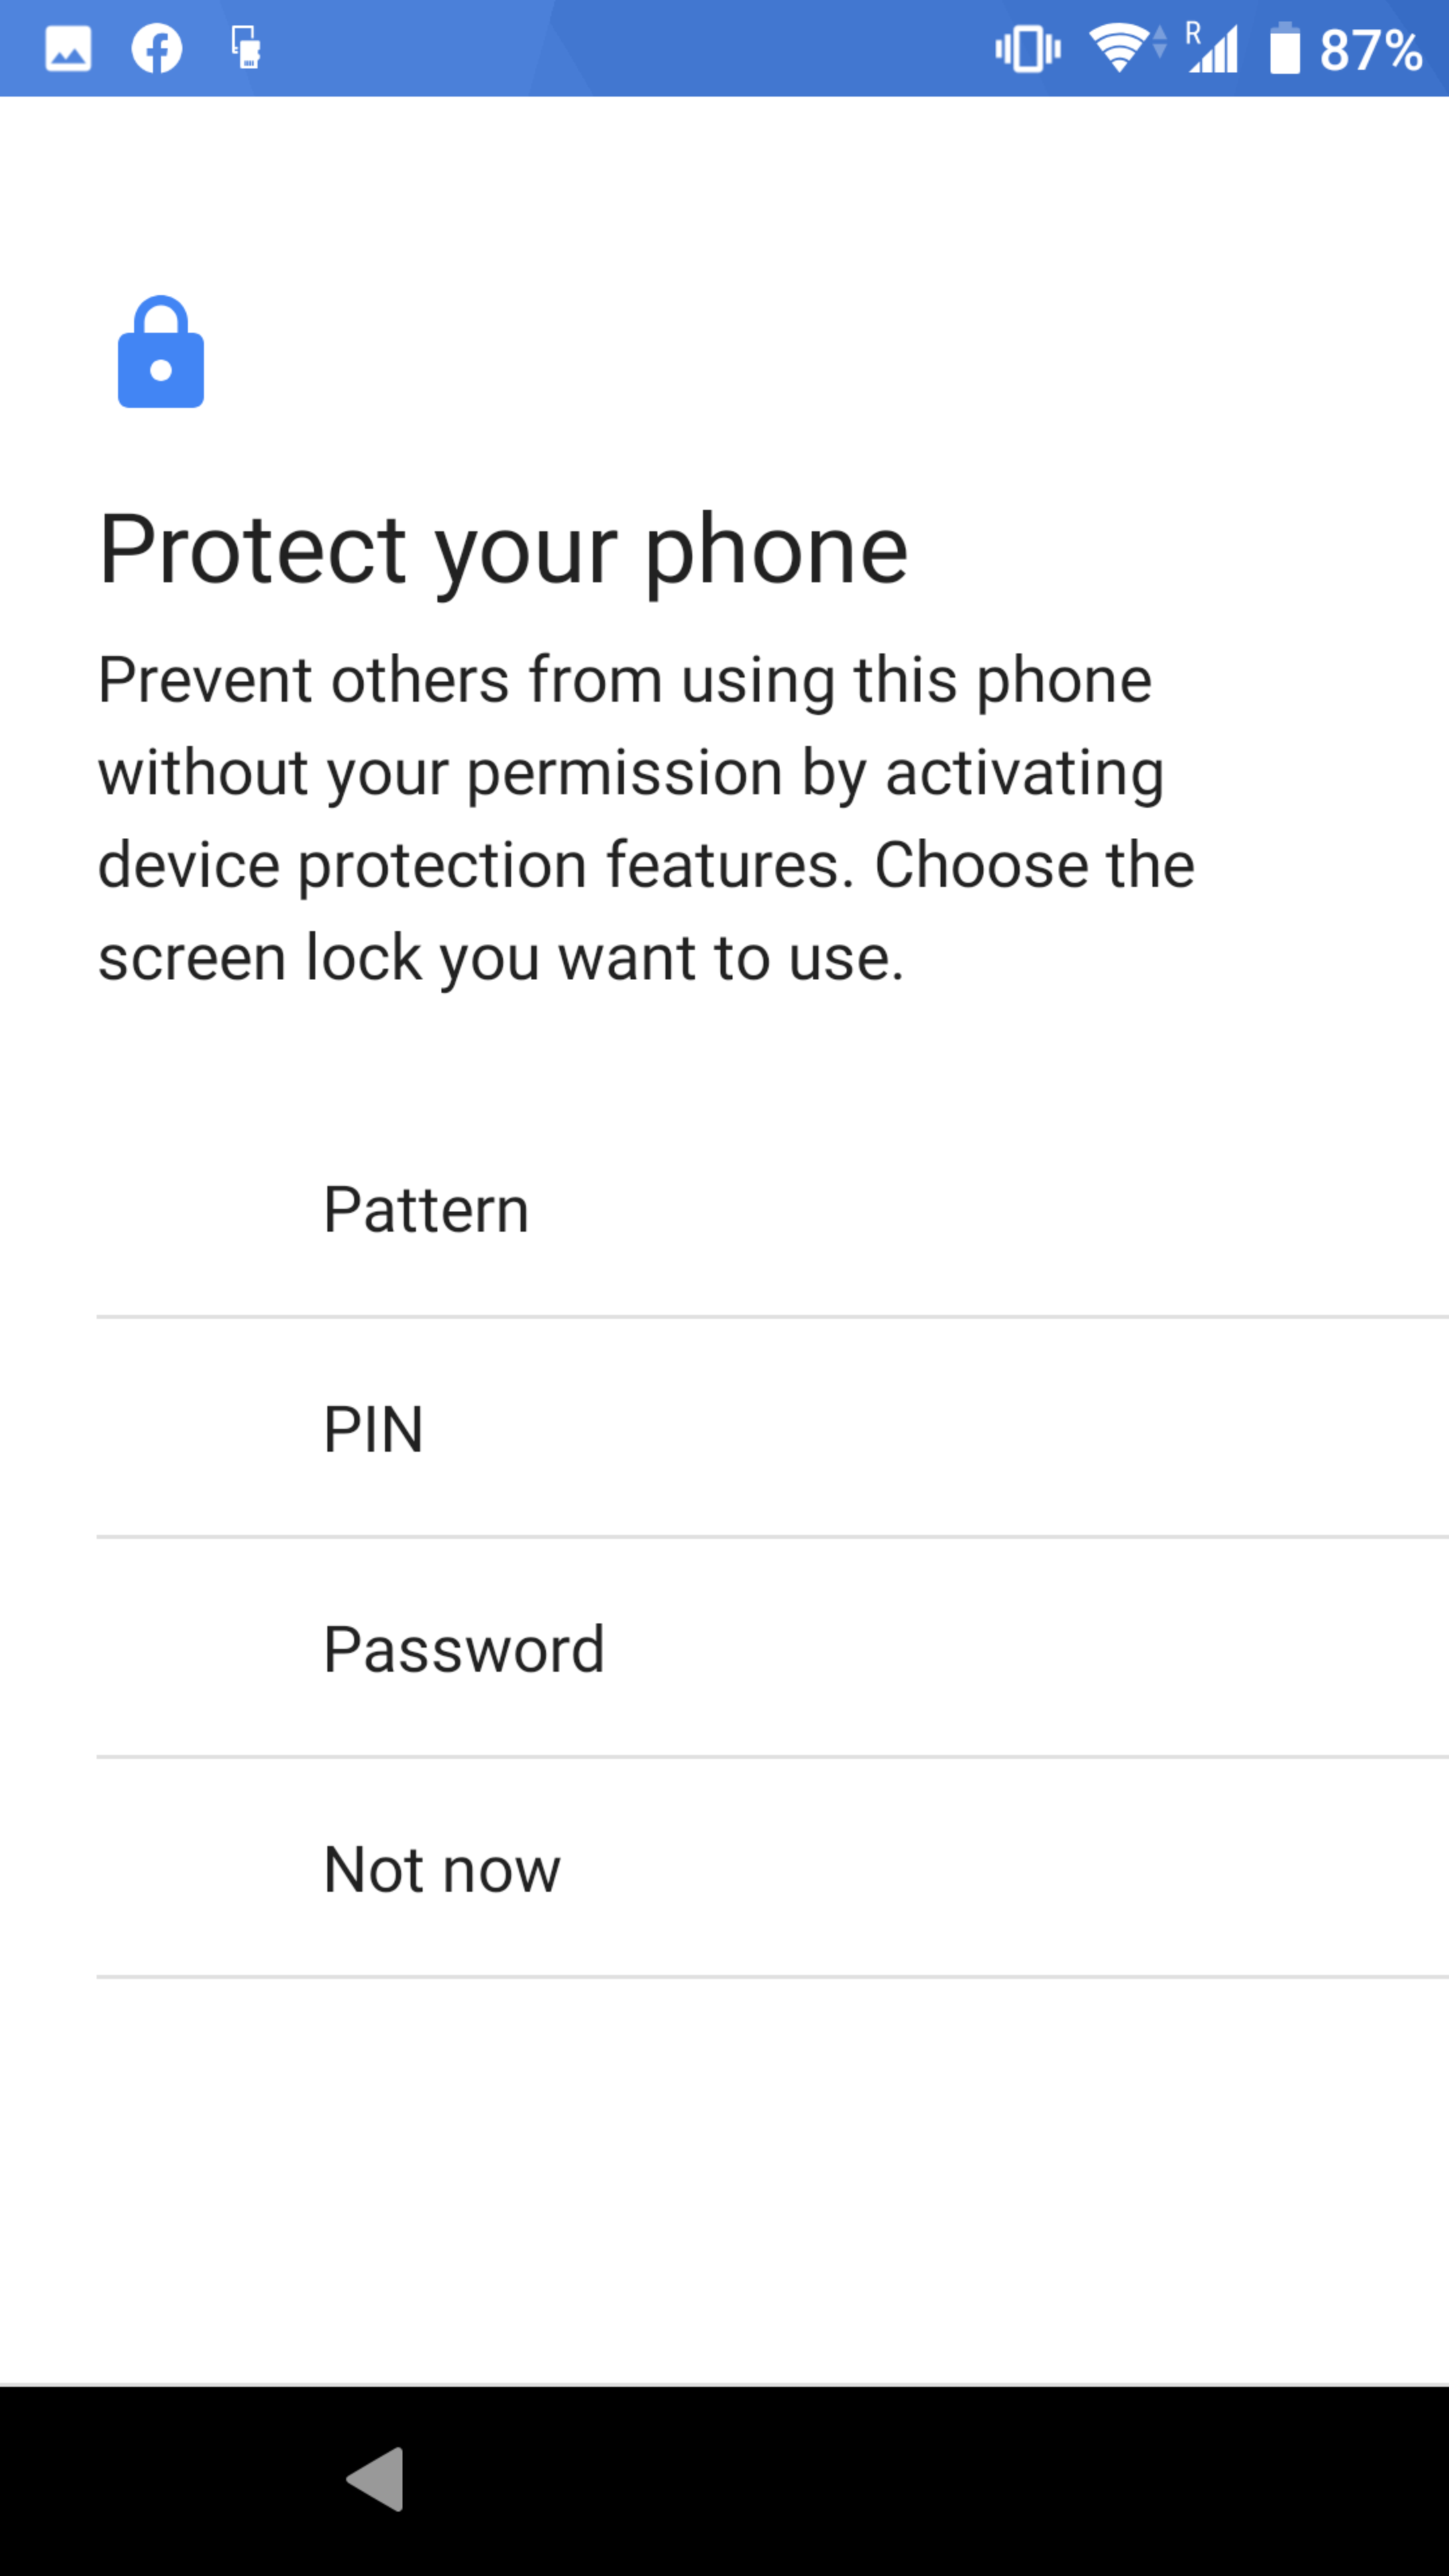 R 87%
Protect your phone
Prevent others from using this phone
without your permission by activating
device protection features. Choose the
screen lock you want to use.
Pattern
PIN
Password
Not now